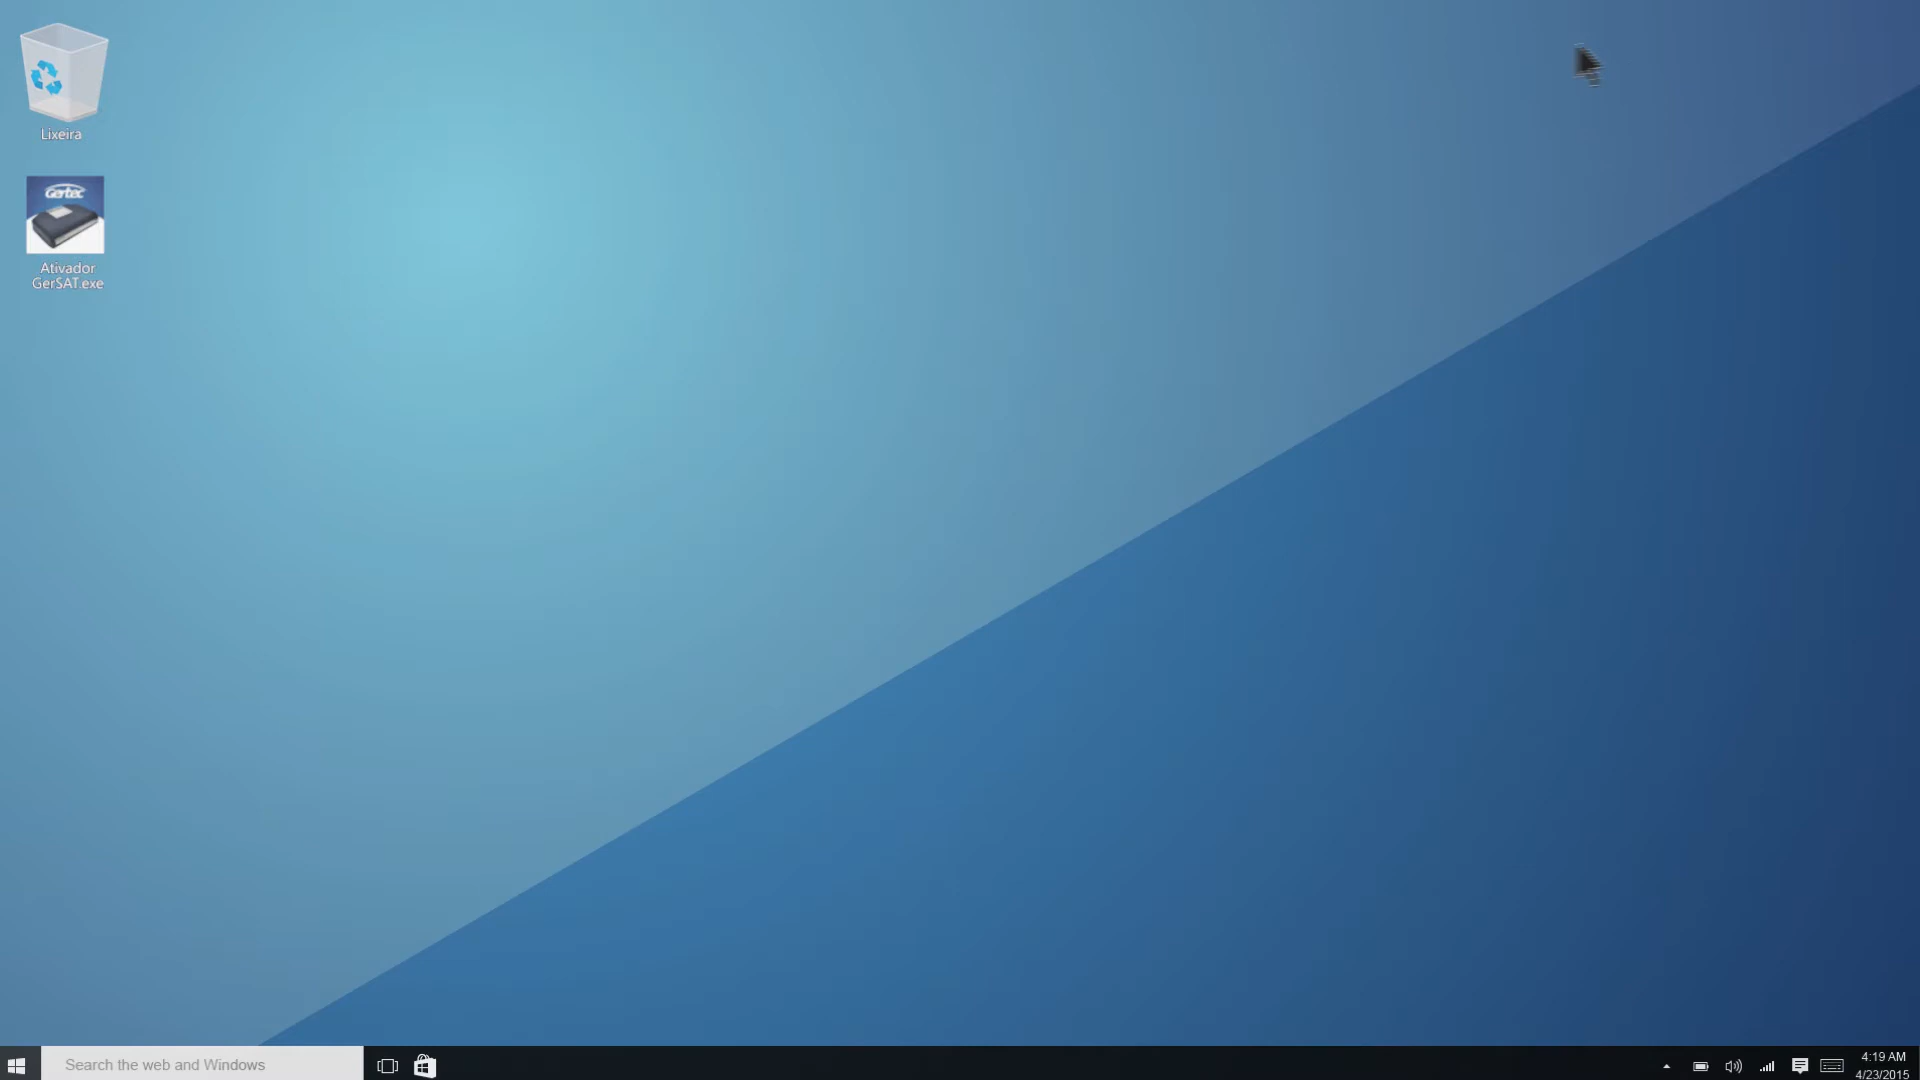 Lixeira
Gertec
Ativador
GerSAT.exe
Search the web and Windows
4:19 AM
4/23/2015